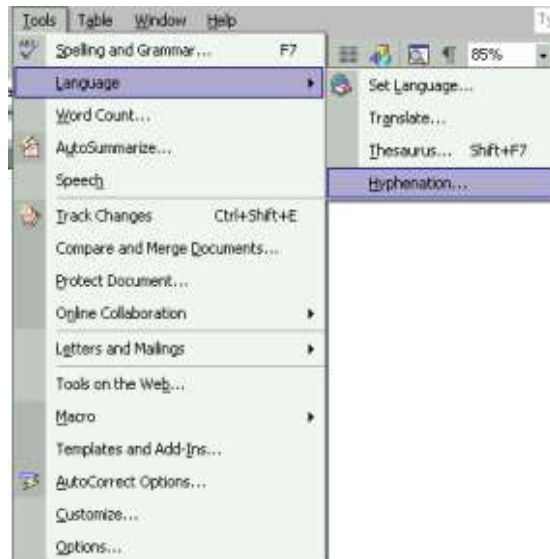 Tools Table Window Help
Spelling and Grammar... F7
85%
Language
Set Language...
Word Count...
Translate...
AutoSummarize...
Thesaurus... Shift+F7
Speech
Hyphenation...
Track Changes Ctrl+Shift+E
Compare and Merge Documents...
Protect Document...
Online Collaboration
Letters and Mailings
Tools on the Web...
Macro
Templates and Add-Ins...
AutoCorrect Options...
Customize...
Options...